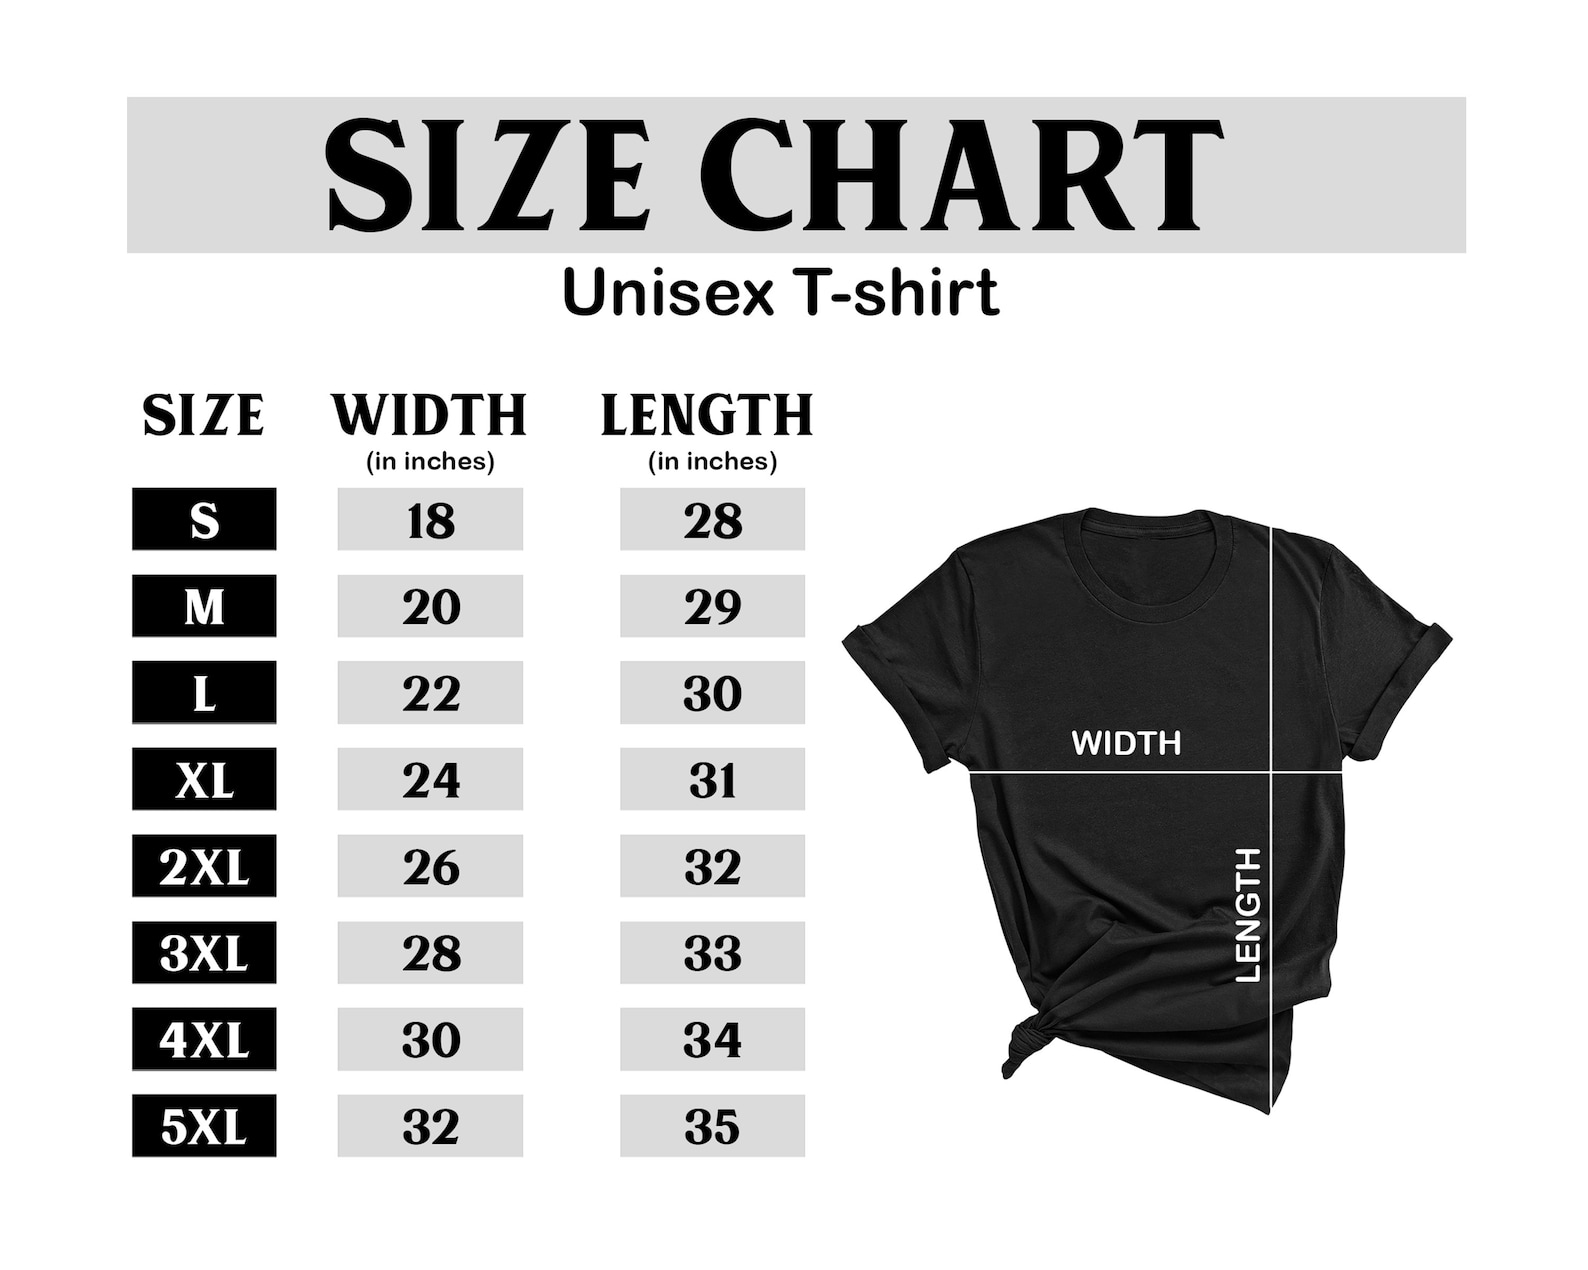 SIZE CHART
Unisex T-shirt
SIZE WIDTH LENGTH
(in inches) (in inches)
S 18 28
M 20 29
L 22 30
XL 24 31
2XL 26 32
3XL 28 33
4XL 30 34
5XL 32 35
WIDTH
LENGTH